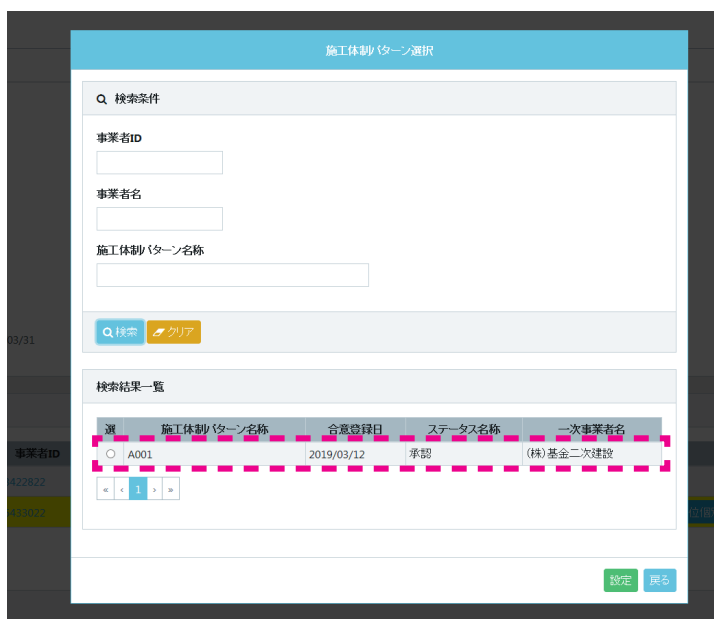 施工体制パターン選択
検索条件
事業者ID
事業者名
施工体制パターン名称
検索 クリア
03/31
検索結果一覧
選 施工体制パターン名称 合意登録日 ステータス名称 一次事業者名
事業者ID
A001 2019/03/12 承認 (株)基金二次建設
422822
« ‹ 1 › »
433022
設定 戻る